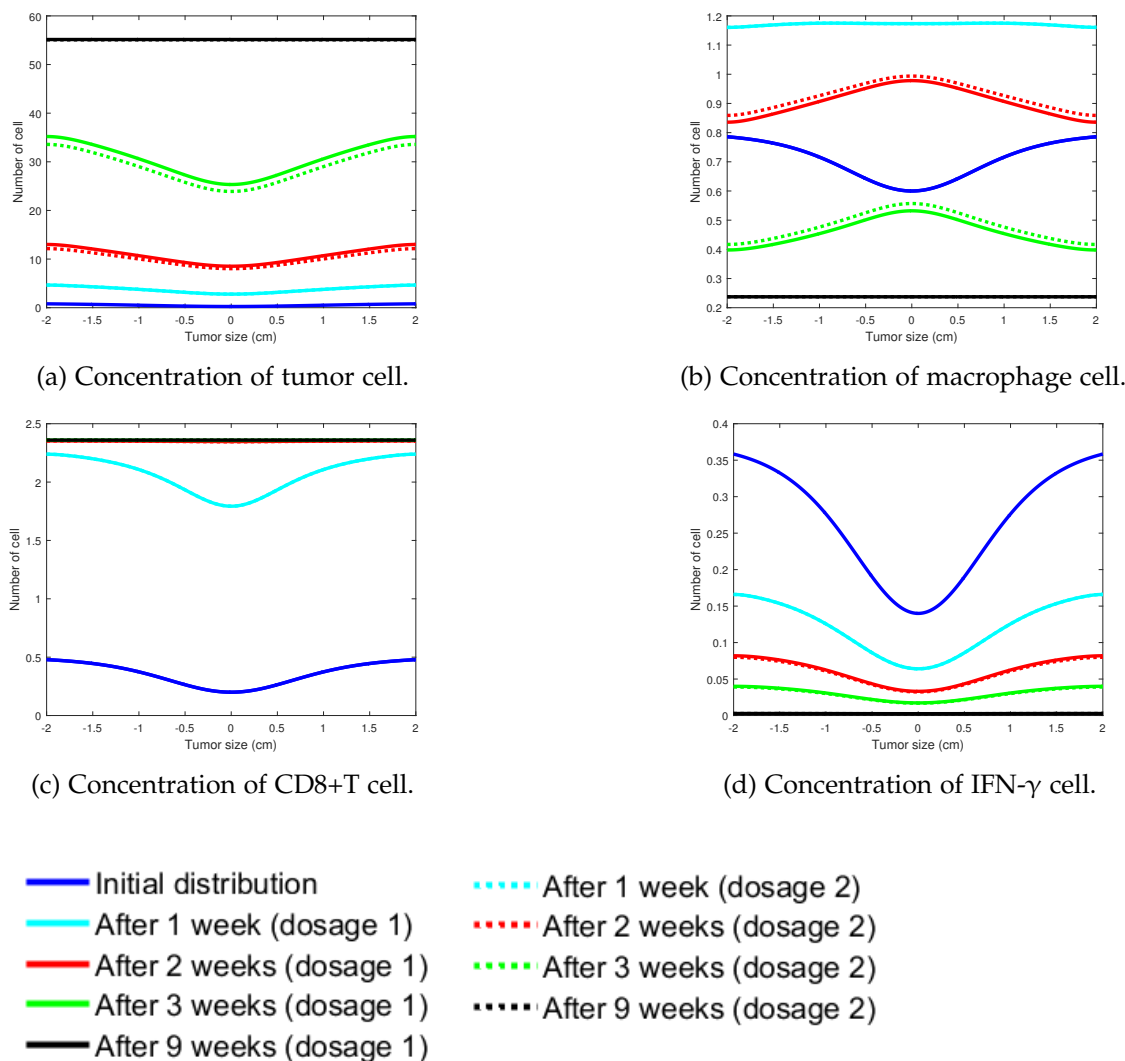 60
50
40
30
20
10
0
Number of cell
-2 -1.5 -1 -0.5 0 0.5 1 1.5 2
Tumor size (cm)
(a) Concentration of tumor cell.
1.2
1.1
1
0.9
0.8
0.7
0.6
0.5
0.4
0.3
0.2
Number of cell
-2 -1.5 -1 -0.5 0 0.5 1 1.5 2
Tumor size (cm)
(b) Concentration of macrophage cell.
2.5
2
1.5
1
0.5
0
Number of cell
-2 -1.5 -1 -0.5 0 0.5 1 1.5 2
Tumor size (cm)
(c) Concentration of CD8+T cell.
0.4
0.35
0.3
0.25
0.2
0.15
0.1
0.05
0
Number of cell
-2 -1.5 -1 -0.5 0 0.5 1 1.5 2
Tumor size (cm)
(d) Concentration of IFN-γ cell.
Initial distribution
After 1 week (dosage 1)
After 2 weeks (dosage 1)
After 3 weeks (dosage 1)
After 9 weeks (dosage 1)
After 1 week (dosage 2)
After 2 weeks (dosage 2)
After 3 weeks (dosage 2)
After 9 weeks (dosage 2)